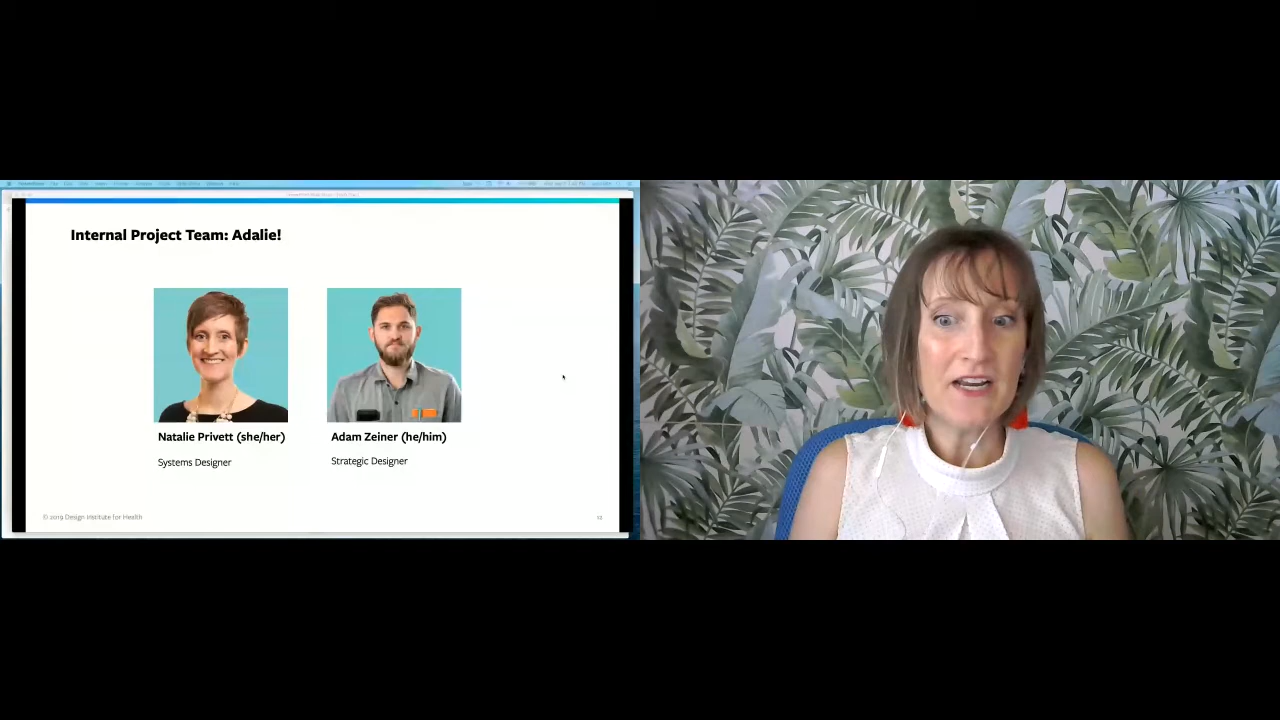 Internal Project Team: Adalie!
Natalie Privett (she/her)
Adam Zeiner (he/him)
Systems Designer
Strategic Designer
© 2019 Design Institute for Health